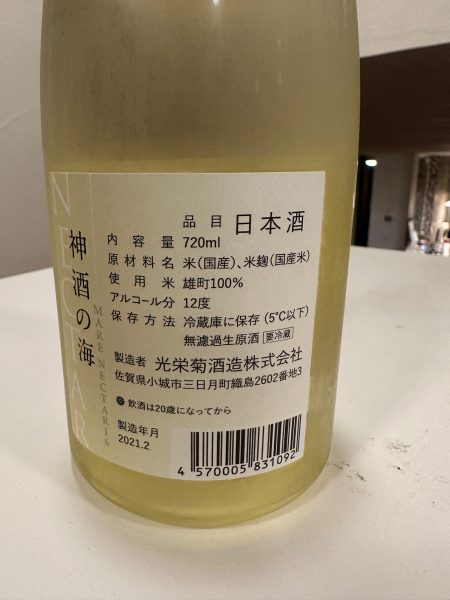 NECTAR
神酒の海
MARE NECTARIS
品目 日本酒
内容量 720ml
原材料名 米(国産)、米麹(国産米)
使用米 雄町100%
アルコール分 12度
保存方法 冷蔵庫に保存 (5℃以下)
無濾過生原酒 要冷蔵
製造者 光栄菊酒造株式会社
佐賀県小城市三日月町織島2602番地3
飲酒は20歳になってから
製造年月
2021.2
4 570005 831092